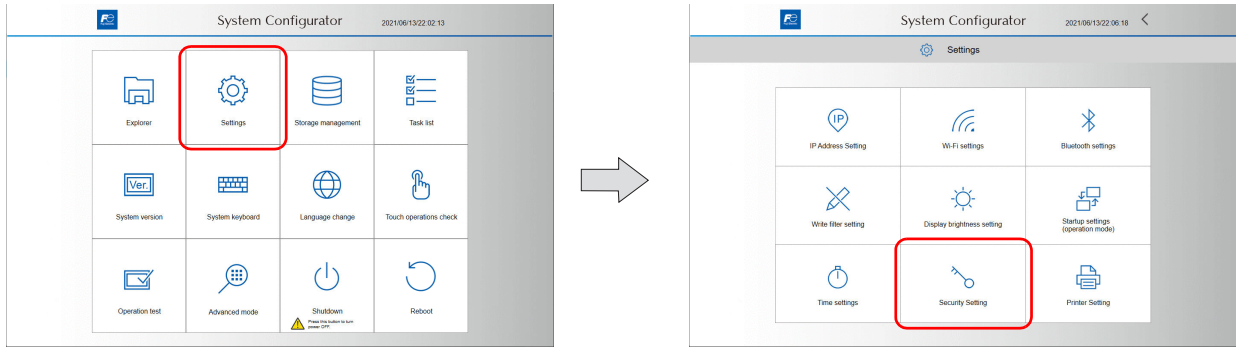 Fe
System Configurator
2021/06/13/22:02:13
Explorer
Settings
Storage management
Task list
Ver.
System version
System keyboard
Language change
Touch operations check
Operation test
Advanced mode
Shutdown
Press this button to turn
power OFF.
Reboot
Fe
System Configurator
2021/06/13/22:06:18
Settings
IP
IP Address Setting
Wi-Fi settings
Bluetooth settings
Write filter setting
Display brightness setting
Startup settings
(operation mode)
Time settings
Security Setting
Printer Setting